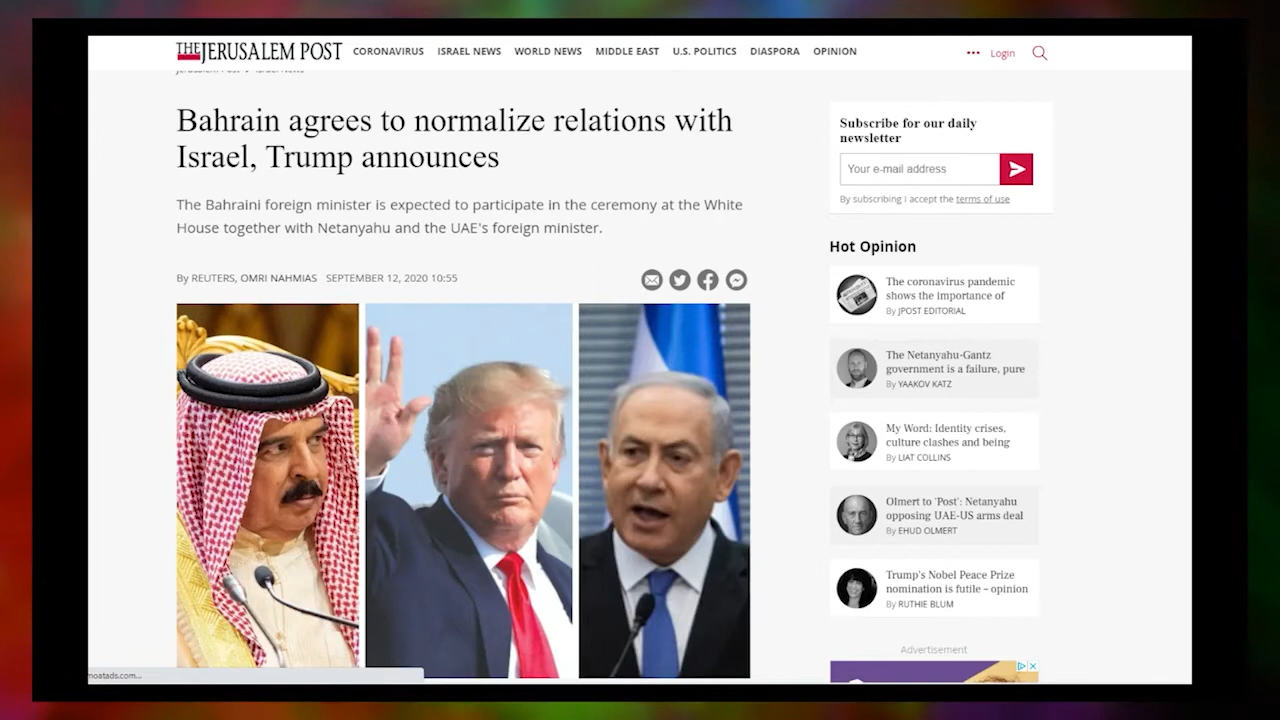 THE JERUSALEM POST
CORONAVIRUS ISRAEL NEWS WORLD NEWS MIDDLE EAST U.S. POLITICS DIASPORA OPINION
Login
Bahrain agrees to normalize relations with
Israel, Trump announces
The Bahraini foreign minister is expected to participate in the ceremony at the White
House together with Netanyahu and the UAE's foreign minister.
By REUTERS, OMRI NAHMIAS SEPTEMBER 12, 2020 10:55
Subscribe for our daily
newsletter
Your e-mail address
By subscribing I accept the terms of use
Hot Opinion
The coronavirus pandemic
shows the importance of
By JPOST EDITORIAL
The Netanyahu-Gantz
government is a failure, pure
By YAAKOV KATZ
My Word: Identity crises,
culture clashes and being
By LIAT COLLINS
Olmert to 'Post': Netanyahu
opposing UAE-US arms deal
By EHUD OLMERT
Trump's Nobel Peace Prize
nomination is futile – opinion
By RUTHIE BLUM
Advertisement
moatads.com...